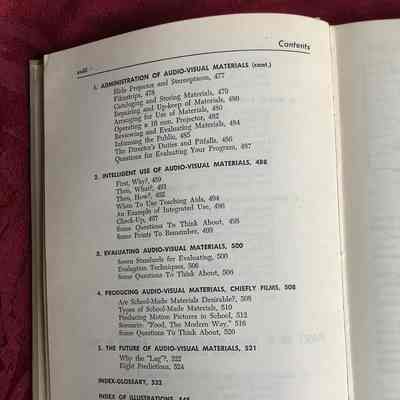 xviii
Contents
1. ADMINISTRATION OF AUDIO-VISUAL MATERIALS (cont.)
Slide Projector and Stereopticon, 477
Filmstrips, 478
Cataloging and Storing Materials, 479
Repairing and Upkeep of Materials, 480
Arranging for Use of Materials, 480
Operating a 16 mm. Projector, 482
Reviewing and Evaluating Materials, 484
Informing the Public, 485
The Director's Duties and Pitfalls, 486
Questions for Evaluating Your Program, 487
2. INTELLIGENT USE OF AUDIO-VISUAL MATERIALS, 488
First, Why?, 489
Then, What?, 491
Then, How?, 492
When To Use Teaching Aids, 494
An Example of Integrated Use, 496
Check-Up, 497
Some Questions To Think About, 498
Some Points To Remember, 499
3. EVALUATING AUDIO-VISUAL MATERIALS, 500
Seven Standards for Evaluating, 500
Evaluation Techniques, 506
Some Questions To Think About, 506
4. PRODUCING AUDIO-VISUAL MATERIALS, CHIEFLY FILMS, 508
Are School-Made Materials Desirable?, 508
Types of School-Made Materials, 510
Producing Motion Pictures in School, 512
Scenario: "Food, The Modern Way," 516
Some Questions To Think About, 520
5. THE FUTURE OF AUDIO-VISUAL MATERIALS, 521
Why the "Lag"?, 522
Eight Predictions, 524
INDEX-GLOSSARY, 533
INDEX OF ILLUSTRATIONS,